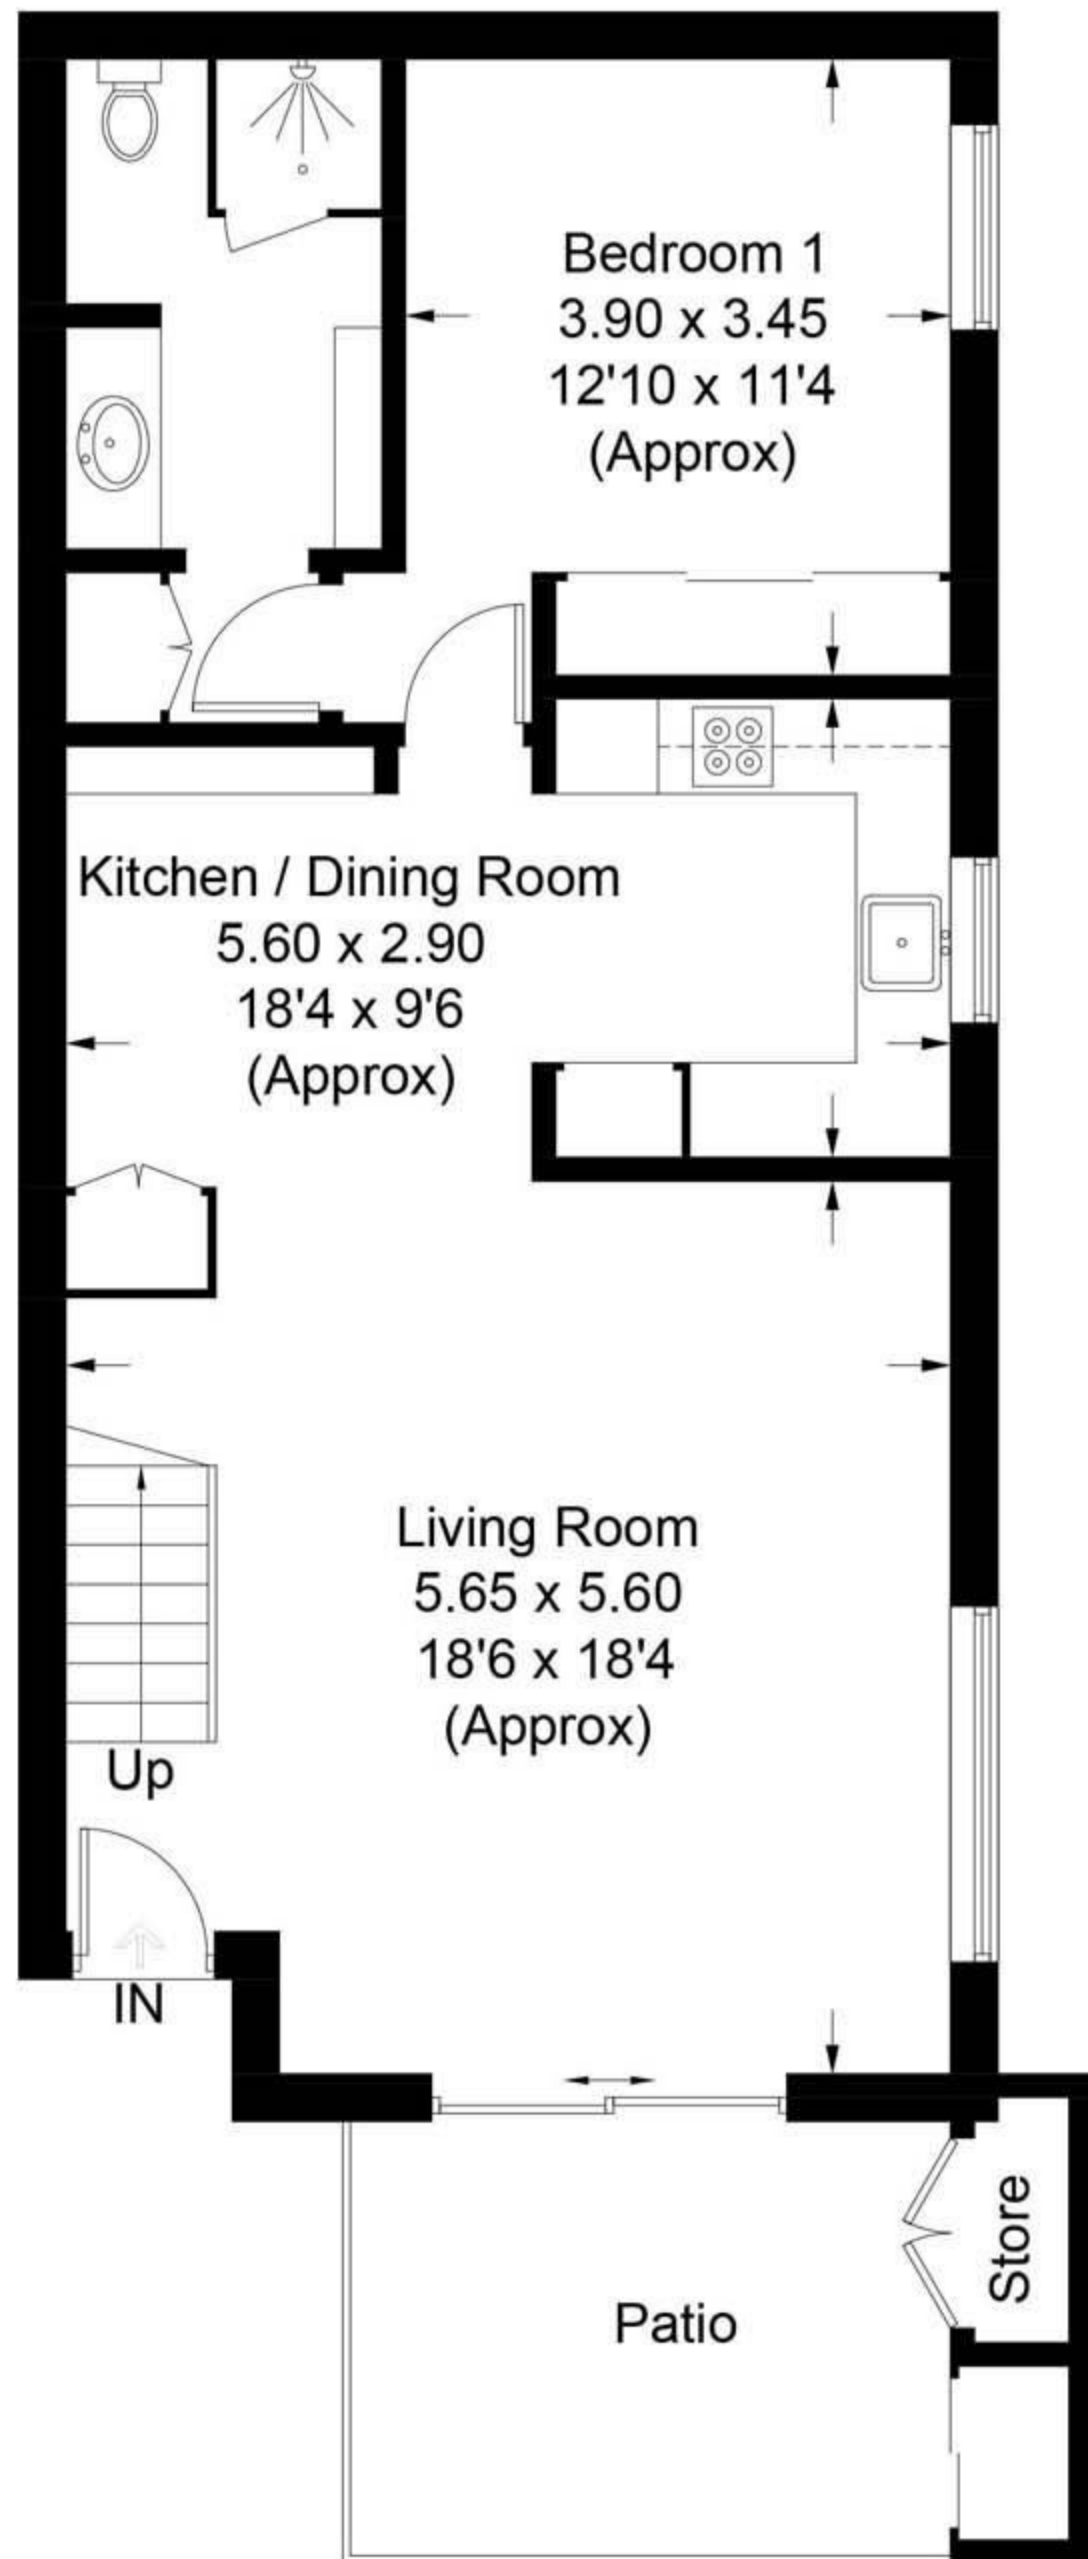 Bedroom 1
3.90 x 3.45
12'10 x 11'4
(Approx)
Kitchen / Dining Room
5.60 x 2.90
18'4 x 9'6
(Approx)
Living Room
5.65 x 5.60
18'6 x 18'4
(Approx)
Up
IN
Store
Patio